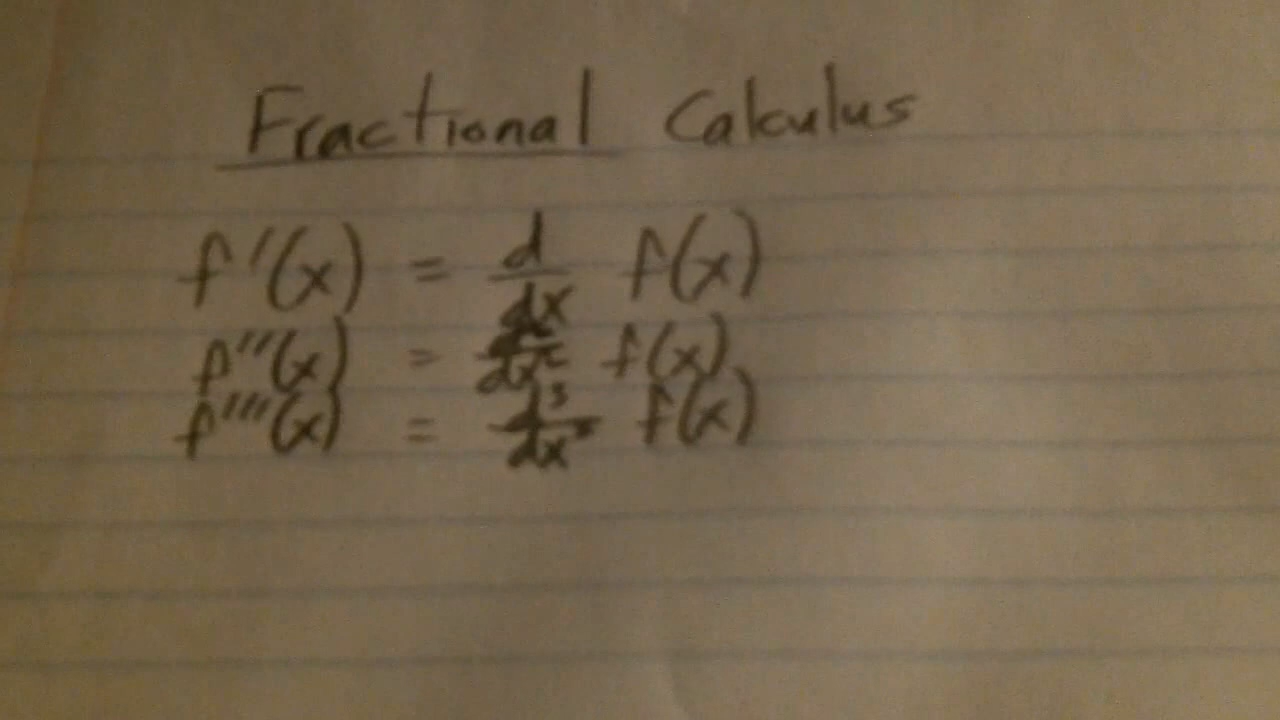 Fractional Calculus
f'(x) = d/dx f(x)
f''(x) = d²/dx² f(x)
f'''(x) = d³/dx³ f(x)